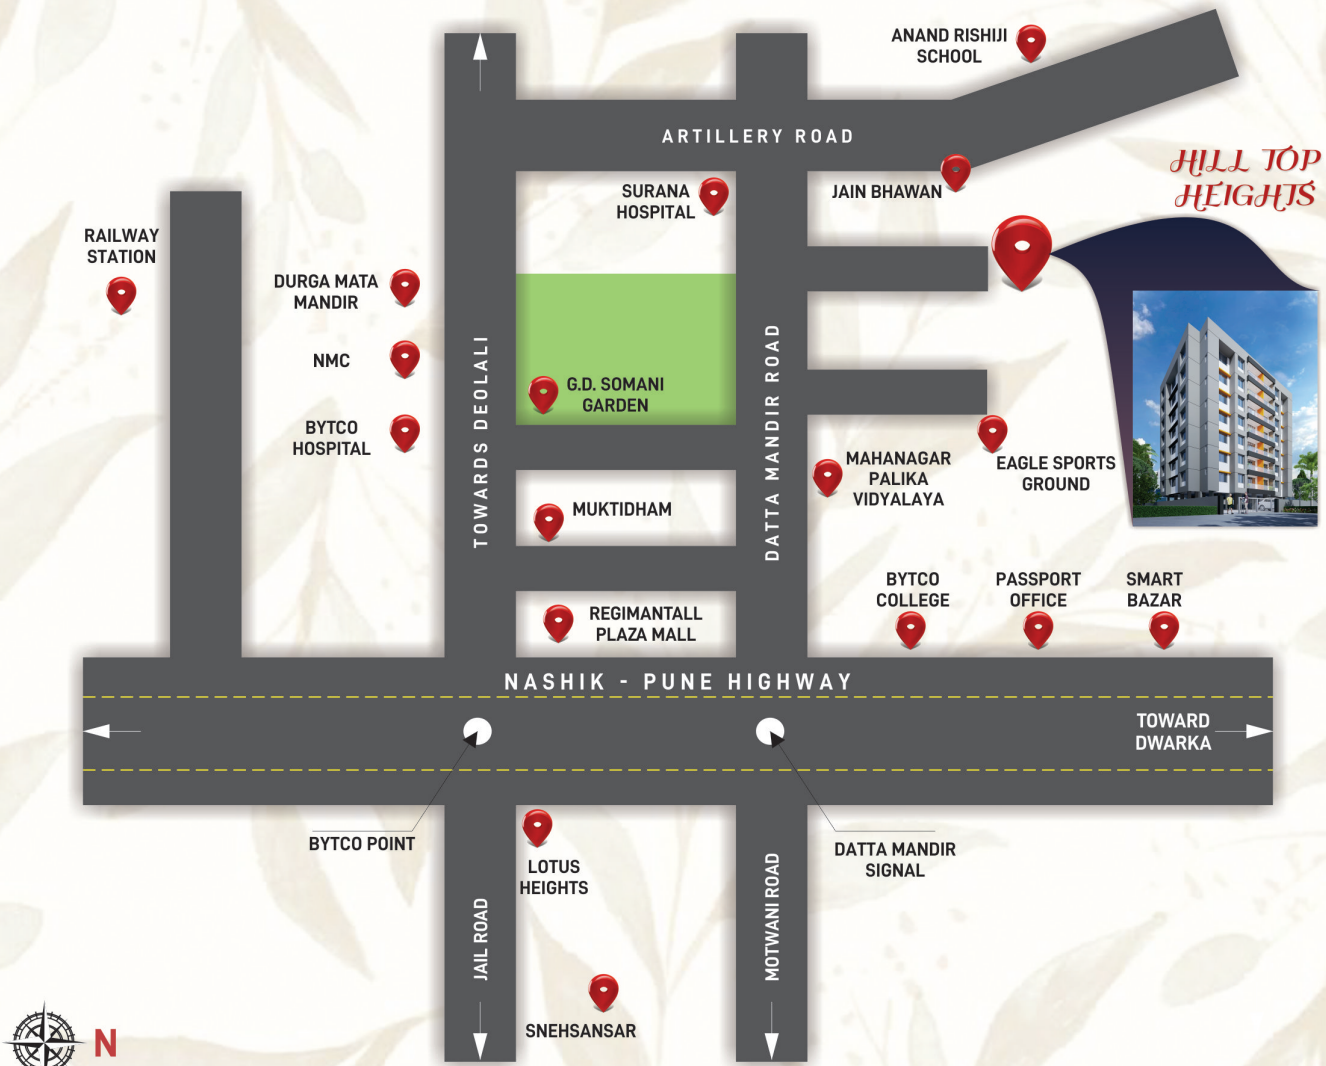 ANAND RISHIJI
SCHOOL
ARTILLERY ROAD
HILL TOP
HEIGHTS
SURANA
HOSPITAL
JAIN BHAWAN
RAILWAY
STATION
DURGA MATA
MANDIR
NMC
BYTCO
HOSPITAL
TOWARDS DEOLALI
G.D. SOMANI
GARDEN
DATTA MANDIR ROAD
MAHANAGAR
PALIKA
VIDYALAYA
EAGLE SPORTS
GROUND
MUKTIDHAM
REGIMANTALL
PLAZA MALL
BYTCO
COLLEGE
PASSPORT
OFFICE
SMART
BAZAR
NASHIK - PUNE HIGHWAY
TOWARD
DWARKA
BYTCO POINT
LOTUS
HEIGHTS
DATTA MANDIR
SIGNAL
JAIL ROAD
MOTWANI ROAD
SNEHSANSAR
N